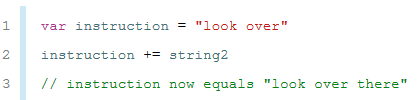 1 var instruction = "look over"
2 instruction += string2
3 // instruction now equals "look over there"